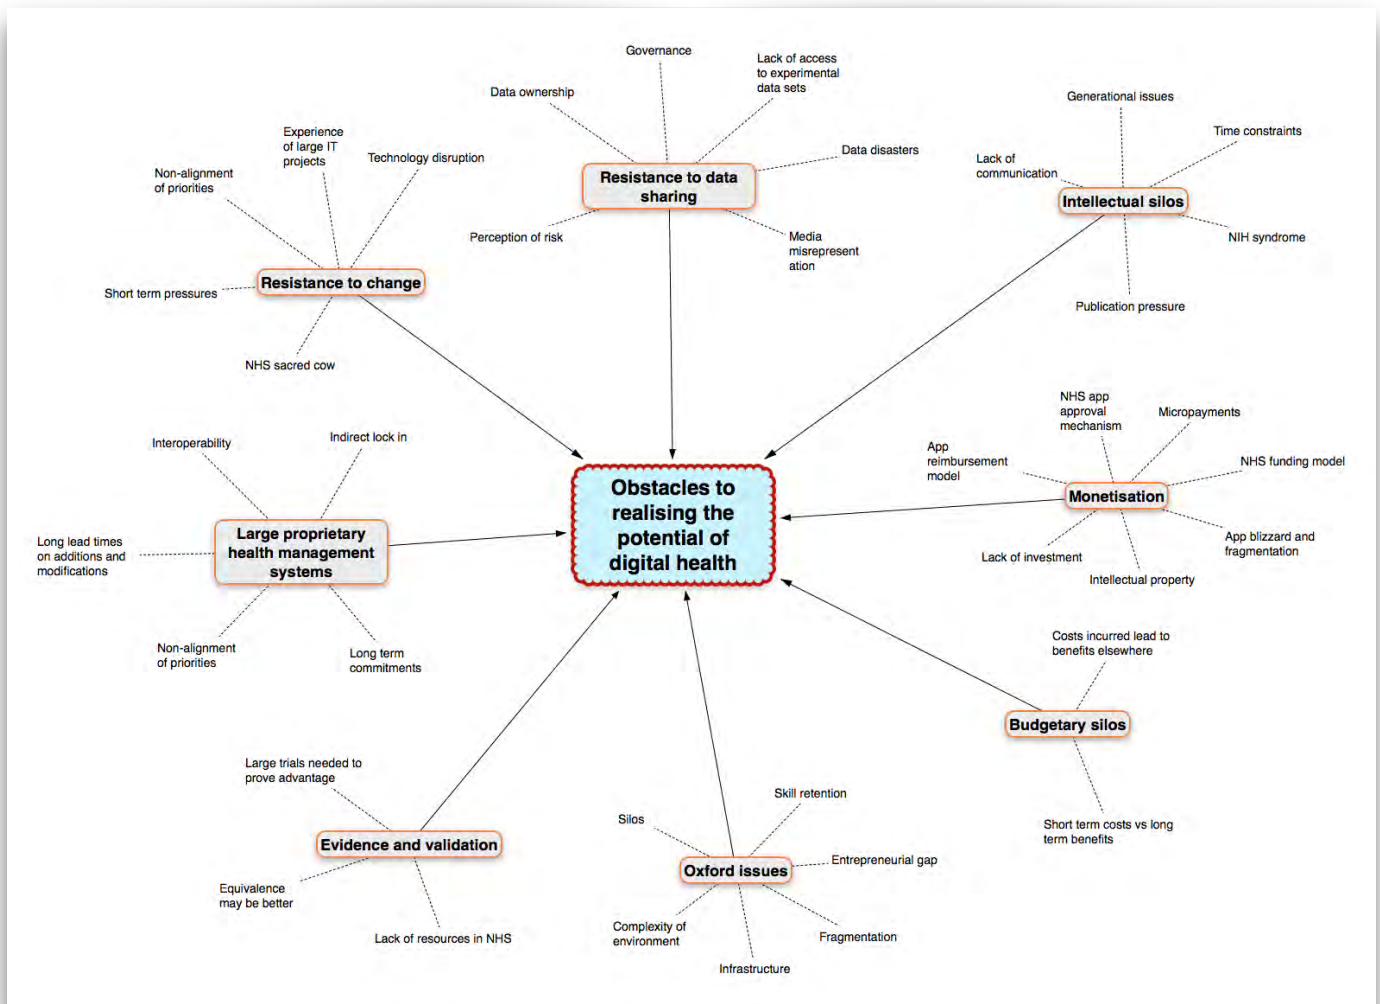 Governance
Lack of access
to experimental
data sets
Data ownership
Data disasters
Resistance to data
sharing
Perception of risk
Media
misrepresent
ation
Generational issues
Time constraints
Lack of
communication
Intellectual silos
NIH syndrome
Publication pressure
Experience
of large IT
projects
Technology disruption
Non-alignment
of priorities
Resistance to change
Short term pressures
NHS sacred cow
Interoperability
Indirect lock in
Large proprietary
health management
systems
Long lead times
on additions and
modifications
Non-alignment
of priorities
Long term
commitments
Obstacles to
realising the
potential of
digital health
NHS app
approval
mechanism
Micropayments
App
reimbursement
model
NHS funding model
Monetisation
Lack of investment
App blizzard and
fragmentation
Intellectual property
Costs incurred lead to
benefits elsewhere
Budgetary silos
Short term costs vs long
term benefits
Large trials needed to
prove advantage
Evidence and validation
Equivalence
may be better
Lack of resources in NHS
Skill retention
Silos
Entrepreneurial gap
Oxford issues
Complexity of
environment
Fragmentation
Infrastructure